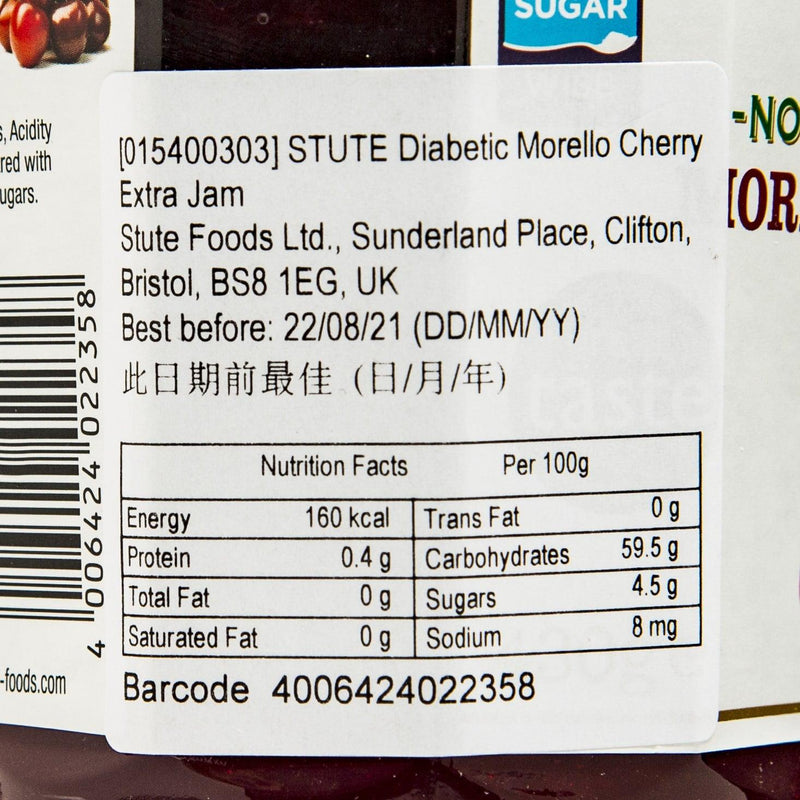 SUGAR
s, Acidity
red with
ugars.
-NO
[015400303] STUTE Diabetic Morello Cherry
Extra Jam
Stute Foods Ltd., Sunderland Place, Clifton,
Bristol, BS8 1EG, UK
Best before: 22/08/21 (DD/MM/YY)
此日期前最佳 (日/月/年)
taste
Nutrition Facts Per 100g
Energy 160 kcal Trans Fat 0 g
Protein 0.4 g Carbohydrates 59.5 g
Total Fat 0 g Sugars 4.5 g
Saturated Fat 0 g Sodium 8 mg
Barcode 4006424022358
4 006424 022358
-foods.com